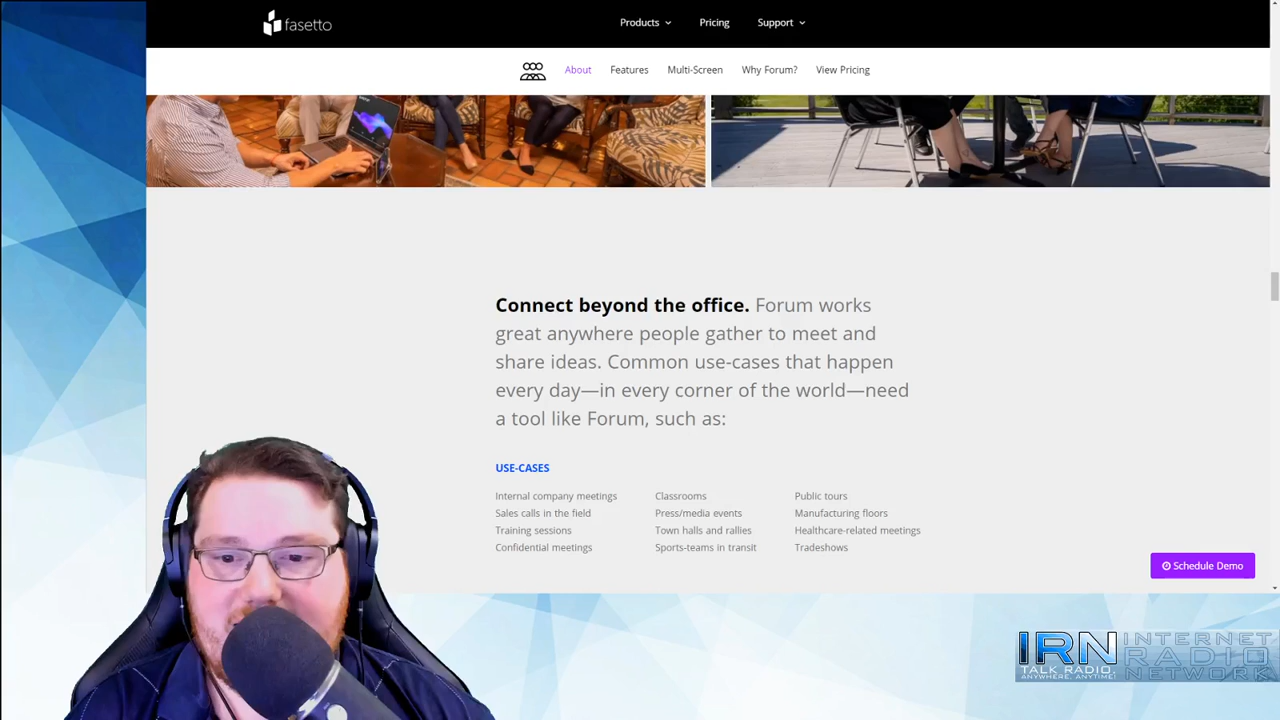 fasetto
Products
Pricing
Support
About
Features
Multi-Screen
Why Forum?
View Pricing
Connect beyond the office. Forum works
great anywhere people gather to meet and
share ideas. Common use-cases that happen
every day—in every corner of the world—need
a tool like Forum, such as:
USE-CASES
Internal company meetings
Sales calls in the field
Training sessions
Confidential meetings
Classrooms
Press/media events
Town halls and rallies
Sports-teams in transit
Public tours
Manufacturing floors
Healthcare-related meetings
Tradeshows
Schedule Demo
IRN
TALK RADIO
ANYWHERE, ANYTIME!
INTERNET
RADIO
NETWORK